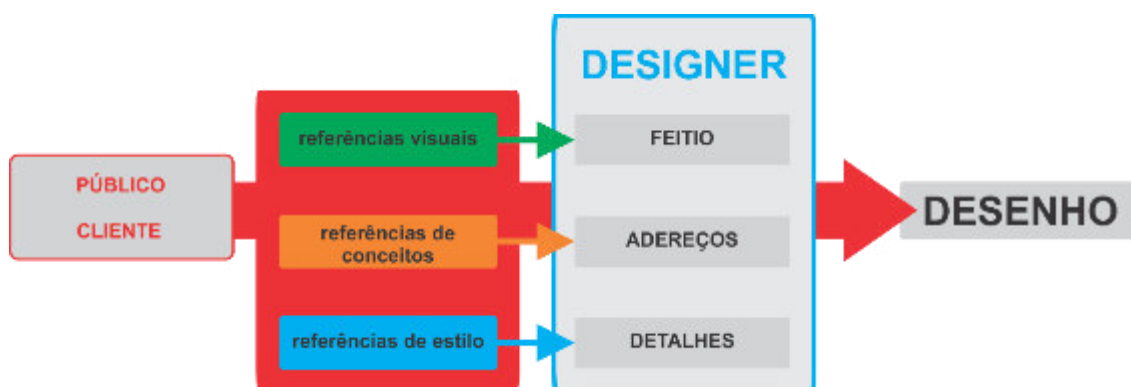 PÚBLICO
CLIENTE
referências visuais
referências de
conceitos
referências de estilo
DESIGNER
FEITIO
ADEREÇOS
DETALHES
DESENHO